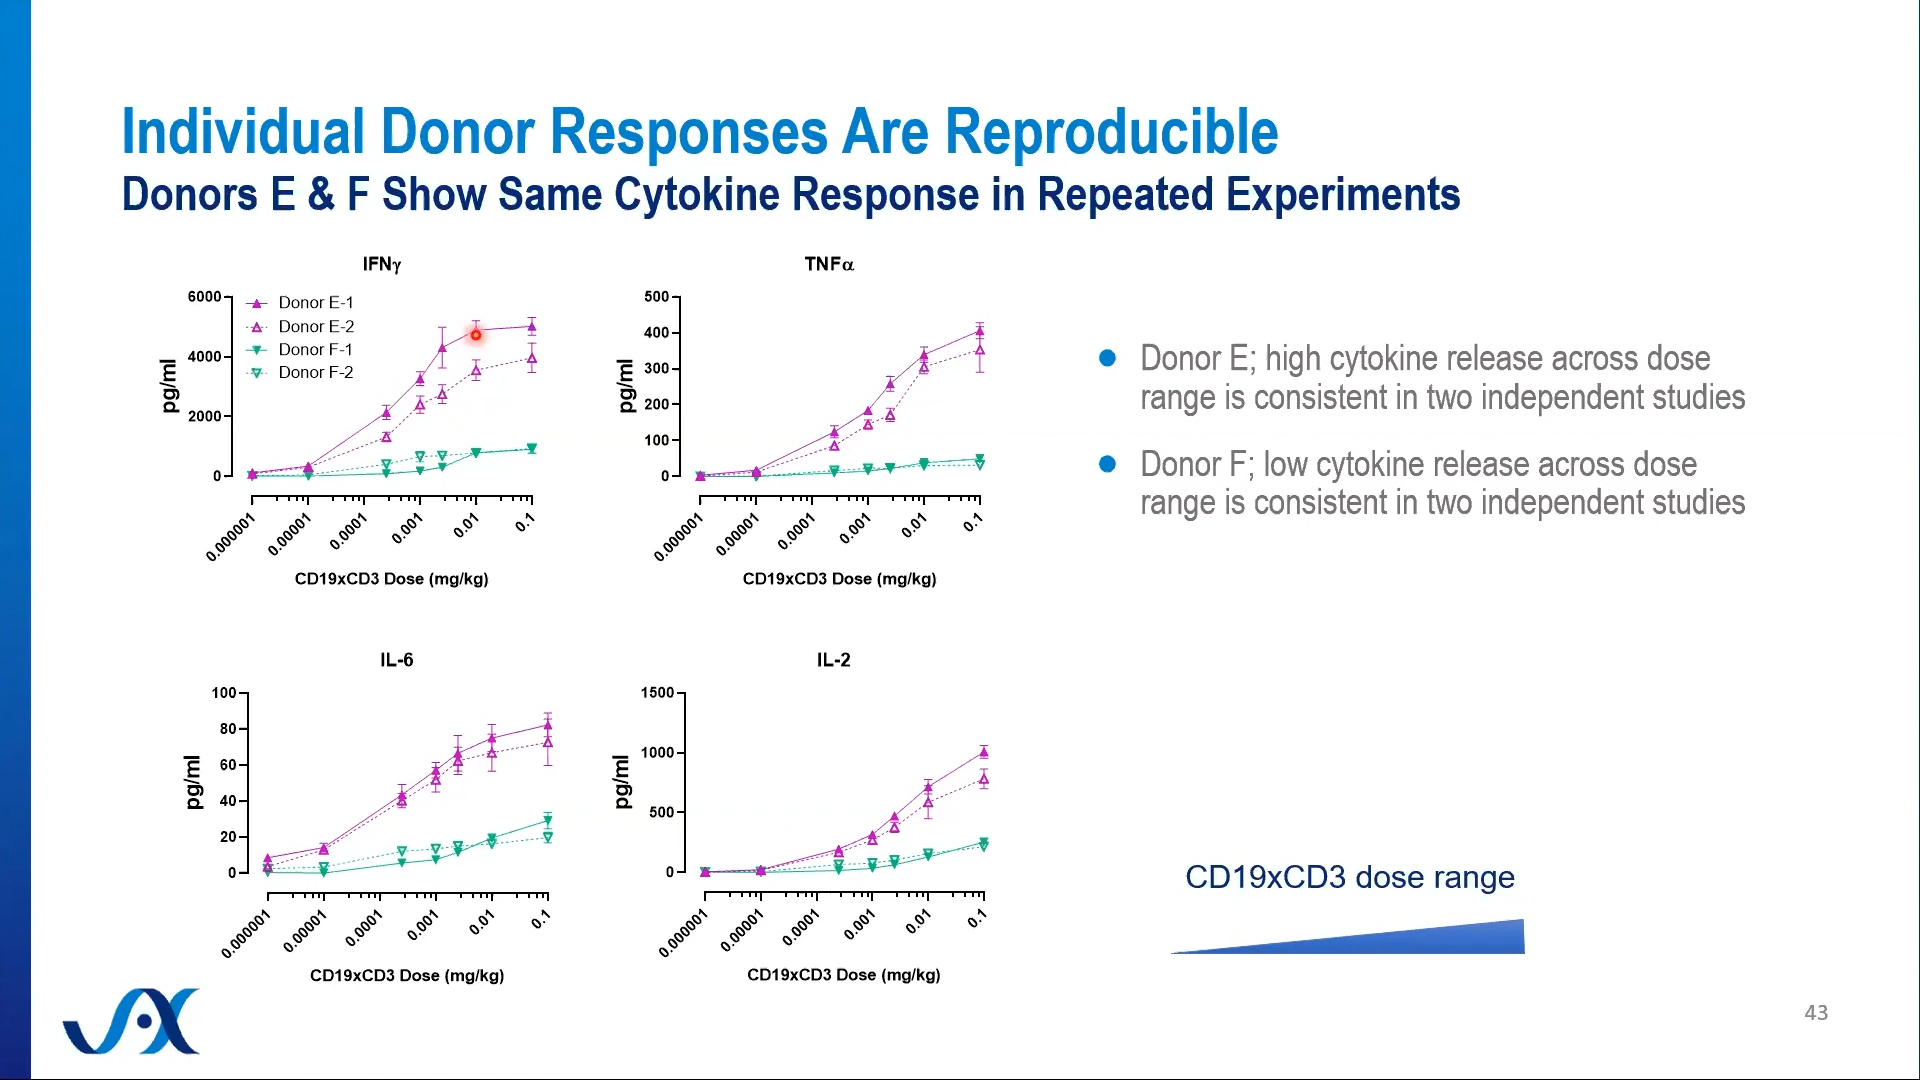 Individual Donor Responses Are Reproducible
Donors E & F Show Same Cytokine Response in Repeated Experiments
IFNγ
6000
4000
2000
0
pg/ml
Donor E-1
Donor E-2
Donor F-1
Donor F-2
0.000001
0.00001
0.0001
0.001
0.01
0.1
CD19xCD3 Dose (mg/kg)
TNFα
500
400
300
200
100
0
pg/ml
0.000001
0.00001
0.0001
0.001
0.01
0.1
CD19xCD3 Dose (mg/kg)
Donor E; high cytokine release across dose
range is consistent in two independent studies
Donor F; low cytokine release across dose
range is consistent in two independent studies
IL-6
100
80
60
40
20
0
pg/ml
0.000001
0.00001
0.0001
0.001
0.01
0.1
CD19xCD3 Dose (mg/kg)
IL-2
1500
1000
500
0
pg/ml
0.000001
0.00001
0.0001
0.001
0.01
0.1
CD19xCD3 Dose (mg/kg)
CD19xCD3 dose range
JAX
43